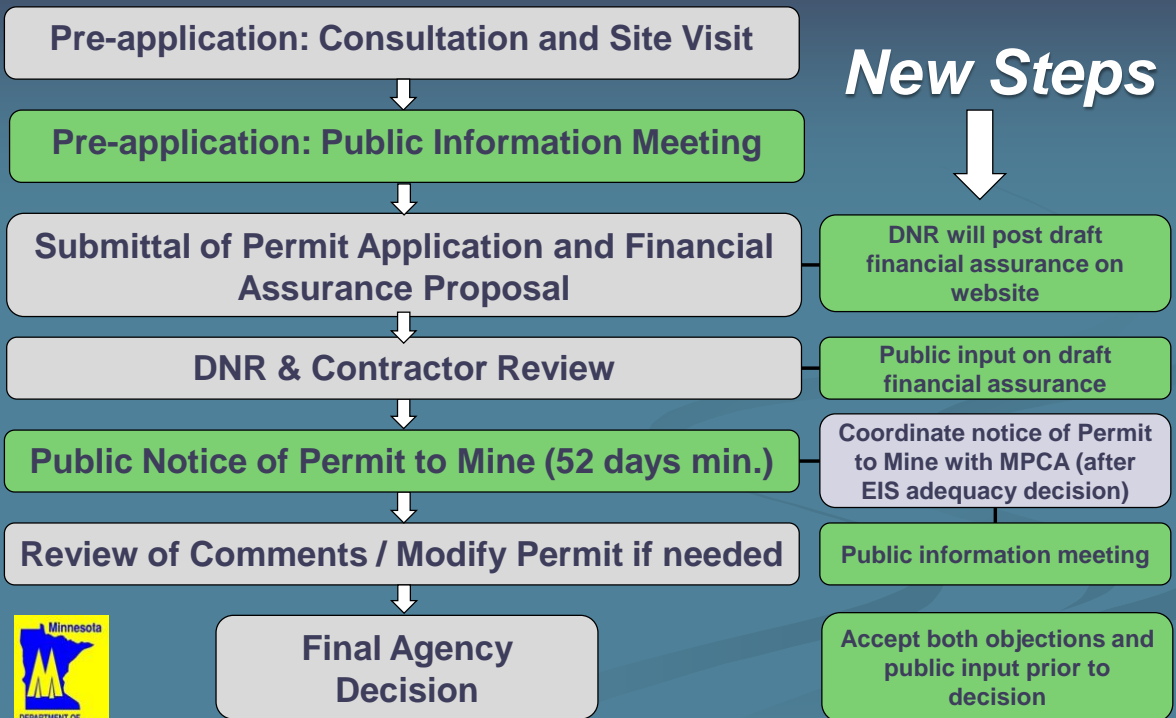 Pre-application: Consultation and Site Visit
Pre-application: Public Information Meeting
Submittal of Permit Application and Financial
Assurance Proposal
DNR & Contractor Review
Public Notice of Permit to Mine (52 days min.)
Review of Comments / Modify Permit if needed
Final Agency
Decision
New Steps
DNR will post draft
financial assurance on
website
Public input on draft
financial assurance
Coordinate notice of Permit
to Mine with MPCA (after
EIS adequacy decision)
Public information meeting
Accept both objections and
public input prior to
decision
Minnesota
DEPARTMENT OF